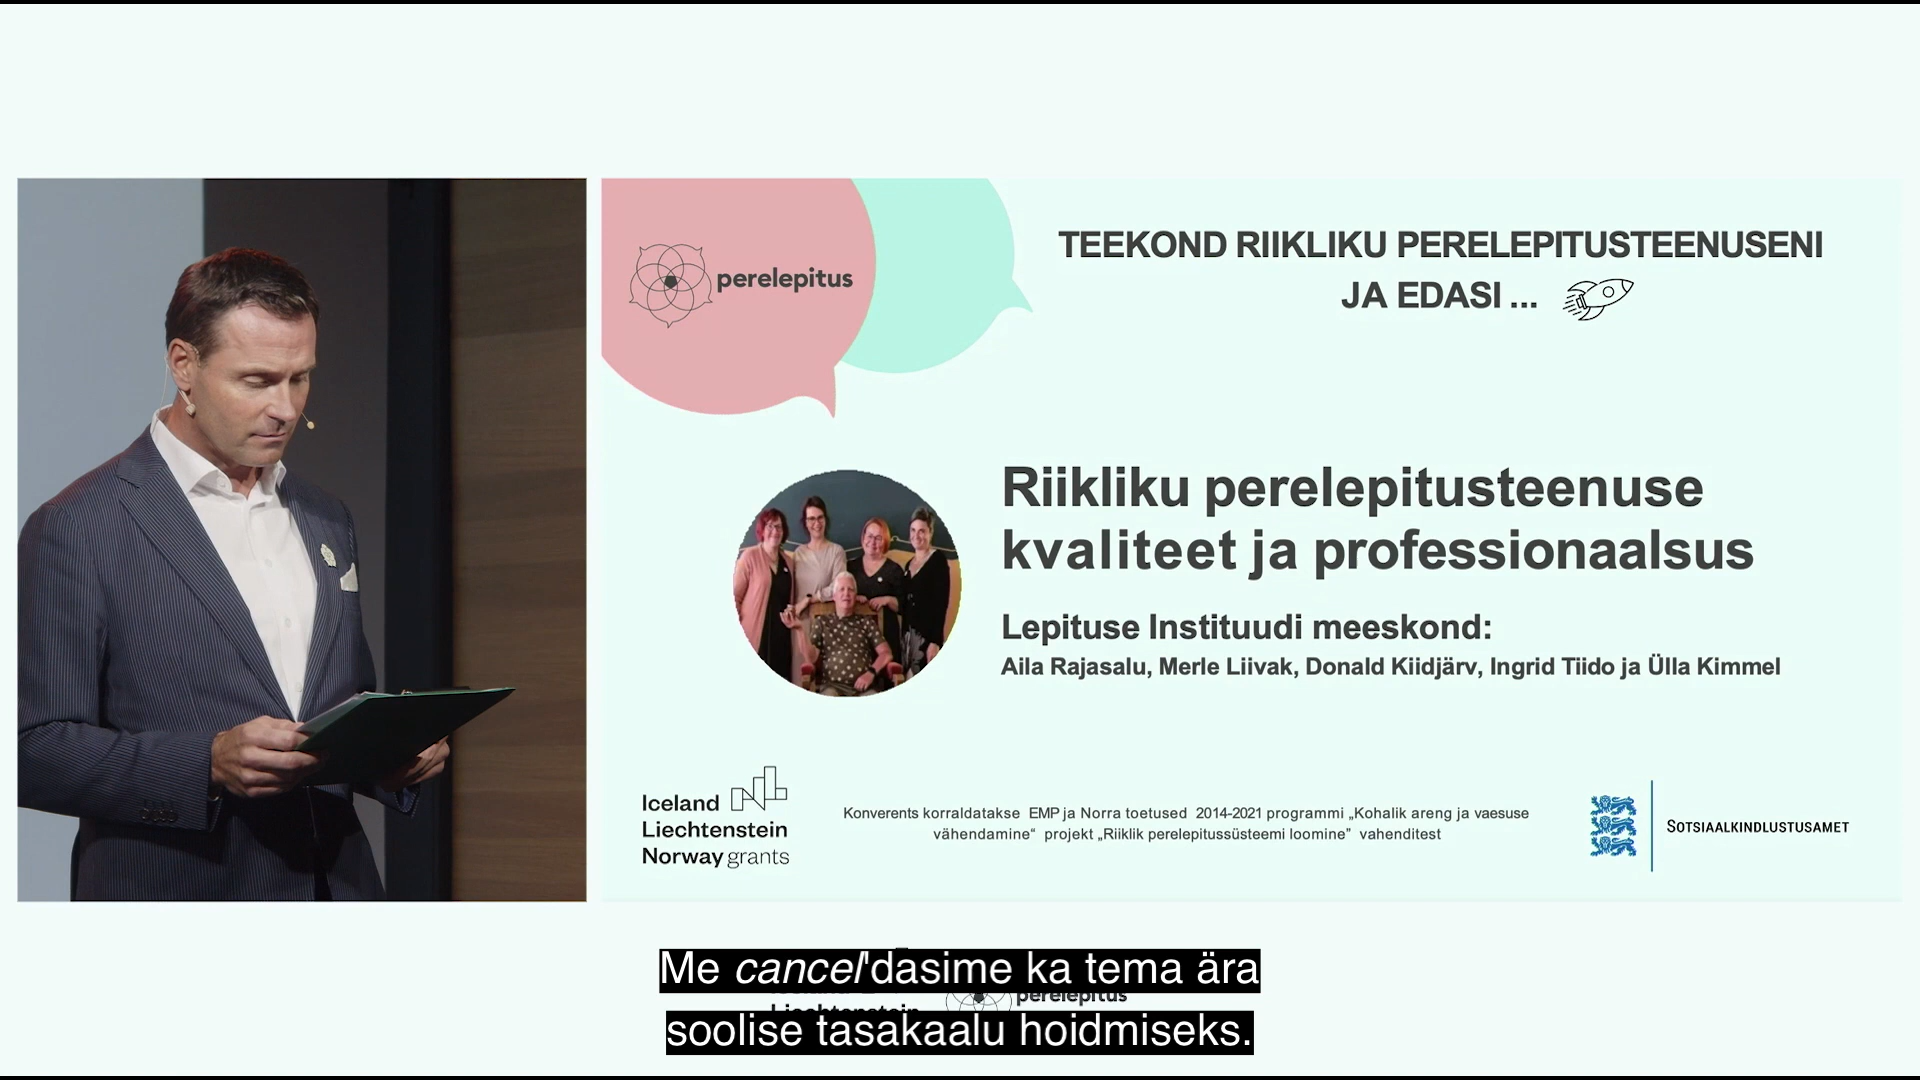 perelepitus
TEEKOND RIIKLIKU PERELEPITUSTEENUSENI
JA EDASI ...
Riikliku perelepitusteenuse
kvaliteet ja professionaalsus
Lepituse Instituudi meeskond:
Aila Rajasalu, Merle Liivak, Donald Kiidjärv, Ingrid Tiido ja Ülla Kimmel
Iceland
Liechtenstein
Norway grants
Konverents korraldatakse EMP ja Norra toetused 2014-2021 programmi „Kohalik areng ja vaesuse
vähendamine“ projekt „Riiklik perelepitussüsteemi loomine” vahenditest
SOTSIAALKINDLUSTUSAMET
Me cancel'dasime ka tema ära
perelepitus
Liechtenstein
soolise tasakaalu hoidmiseks.